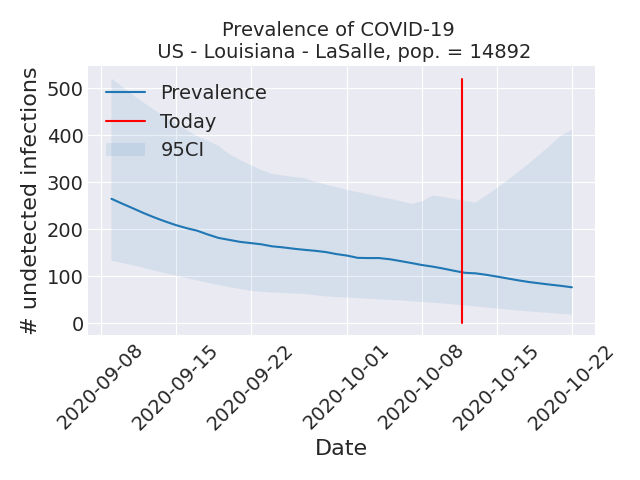 Prevalence of COVID-19
US - Louisiana - LaSalle, pop. = 14892
# undetected infections
500
400
300
200
100
0
Prevalence
Today
95CI
2020-09-08
2020-09-15
2020-09-22
2020-10-01
2020-10-08
2020-10-15
2020-10-22
Date